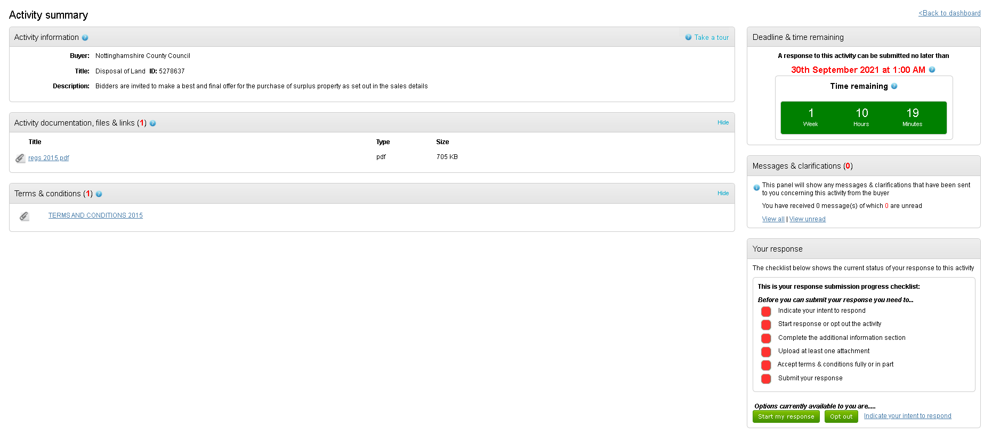 Activity summary
<Back to dashboard
Activity information
Take a tour
Buyer: Nottinghamshire County Council
Title: Disposal of Land ID: 5278637
Description: Bidders are invited to make a best and final offer for the purchase of surplus property as set out in the sales details
Activity documentation, files & links (1)
Hide
Title Type Size
regs 2015.pdf pdf 705 KB
Terms & conditions (1)
Hide
TERMS AND CONDITIONS 2015
Deadline & time remaining
A response to this activity can be submitted no later than
30th September 2021 at 1:00 AM
Time remaining
1 10 19
Week Hours Minutes
Messages & clarifications (0)
This panel will show any messages & clarifications that have been sent
to you concerning this activity from the buyer
You have received 0 message(s) of which 0 are unread
View all | View unread
Your response
The checklist below shows the current status of your response to this activity
This is your response submission progress checklist:
Before you can submit your response you need to...
Indicate your intent to respond
Start response or opt out the activity
Complete the additional information section
Upload at least one attachment
Accept terms & conditions fully or in part
Submit your response
Options currently available to you are.....
Start my response Opt out Indicate your intent to respond